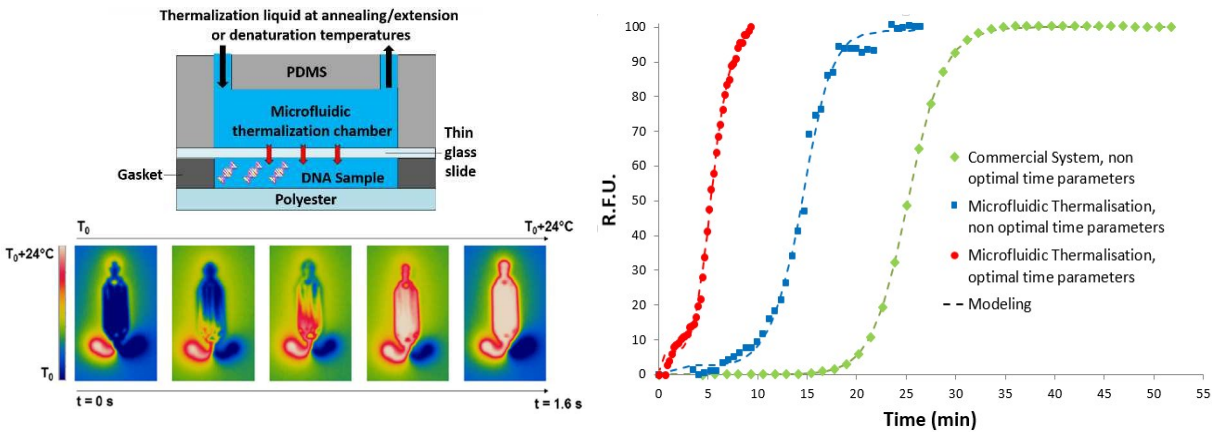 Thermalization liquid at annealing/extension
or denaturation temperatures
PDMS
Microfluidic
thermalization chamber
Thin
glass
slide
Gasket
DNA Sample
Polyester
T₀
T₀+24°C
T₀+24°C
T₀
t = 0 s
t = 1.6 s
R.F.U.
100
90
80
70
60
50
40
30
20
10
0
0
5
10
15
20
25
30
35
40
45
50
55
Time (min)
Commercial System, non
optimal time parameters
Microfluidic Thermalisation,
non optimal time parameters
Microfluidic Thermalisation,
optimal time parameters
Modeling